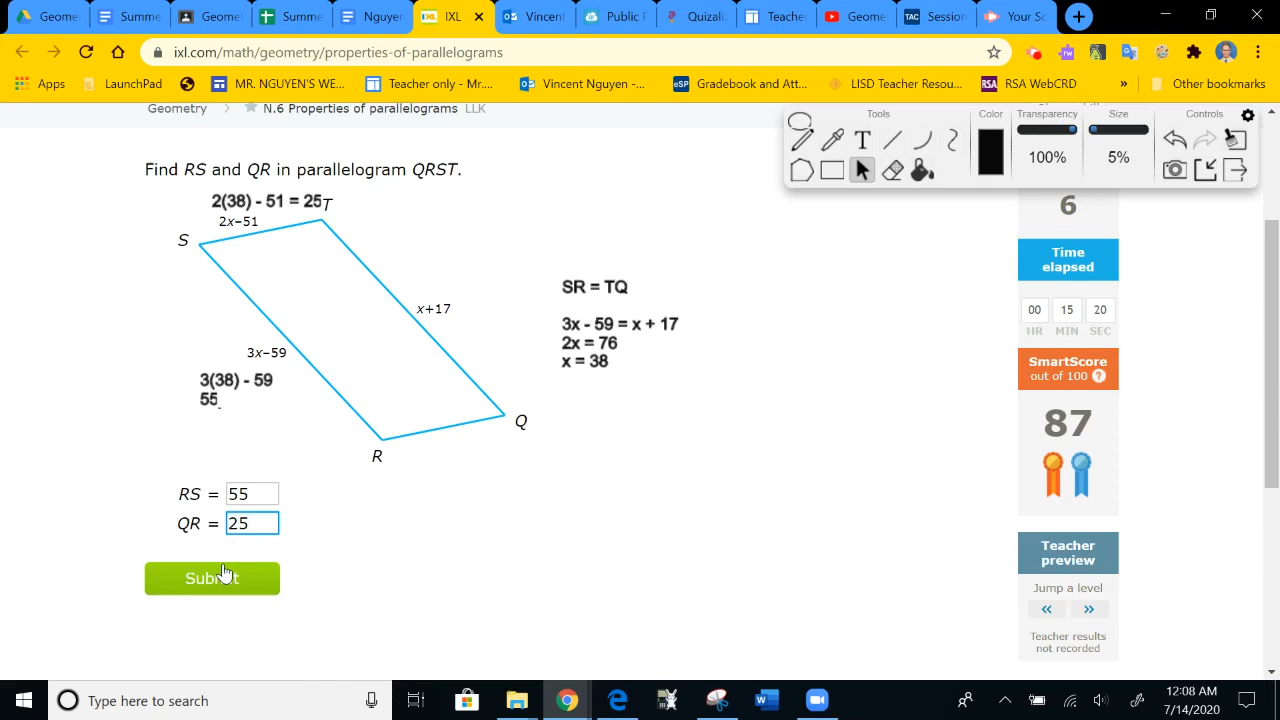 Geomet
Summe
Geome
Summe
Nguyer
IXL
Vincent
Public P
Quizali
Teacher
Geome
TAC
Session
Your Sc
ixl.com/math/geometry/properties-of-parallelograms
Apps
LaunchPad
MR. NGUYEN'S WE...
Teacher only - Mr....
Vincent Nguyen -...
eSP
Gradebook and Att...
LISD Teacher Resou...
RSA
RSA WebCRD
»
Other bookmarks
Geometry > N.6 Properties of parallelograms LLK
Tools
Color
Transparency
Size
Controls
T
100%
5%
Find RS and QR in parallelogram QRST.
2(38) - 51 = 25
T
2x–51
S
x+17
3x–59
3(38) - 59
55
Q
R
SR = TQ
3x - 59 = x + 17
2x = 76
x = 38
RS = 55
QR = 25
Submit
6
Time
elapsed
00 15 20
HR MIN SEC
SmartScore
out of 100 ?
87
Teacher
preview
Jump a level
« »
Teacher results
not recorded
Type here to search
12:08 AM
7/14/2020